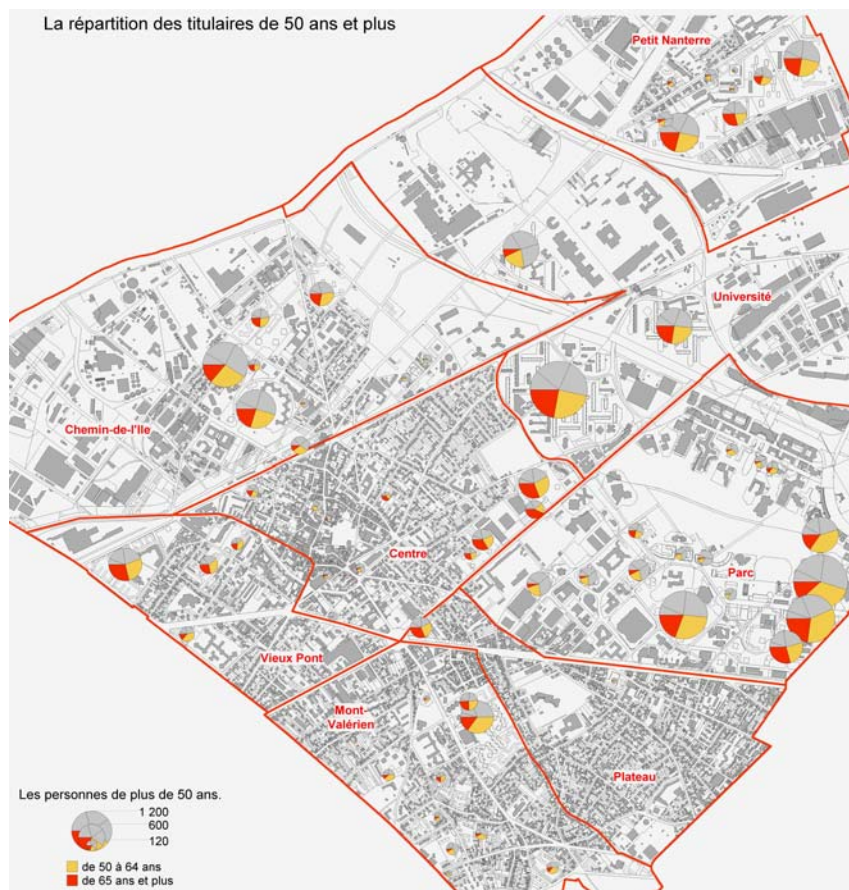 La répartition des titulaires de 50 ans et plus
Petit Nanterre
Université
Chemin-de-l'Ile
Centre
Parc
Vieux Pont
Mont-
Valérien
Plateau
Les personnes de plus de 50 ans.
1 200
600
120
de 50 à 64 ans
de 65 ans et plus